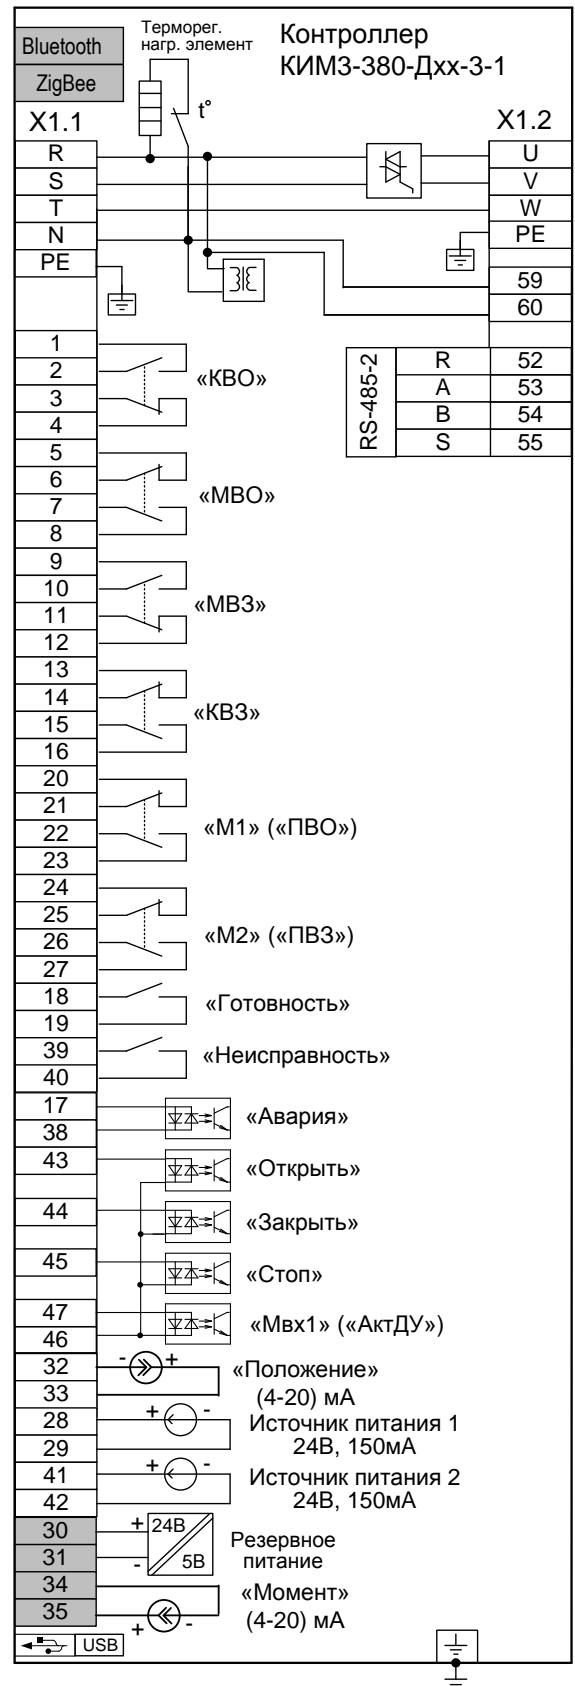 Bluetooth
ZigBee
Терморег.
нагр. элемент
Контроллер
КИМ3-380-Дхх-3-1
t°
X1.1
X1.2
R
S
T
N
PE
U
V
W
PE
59
60
RS-485-2
R 52
A 53
B 54
S 55
1
2
3
4
«КВО»
5
6
7
8
«МВО»
9
10
11
12
«МВЗ»
13
14
15
16
«КВЗ»
20
21
22
23
«М1» («ПВО»)
24
25
26
27
«М2» («ПВЗ»)
18
19
«Готовность»
39
40
«Неисправность»
17
38
«Авария»
43
«Открыть»
44
«Закрыть»
45
«Стоп»
47
46
«Мвх1» («АктДУ»)
32
33
- +
«Положение»
(4-20) мА
28
29
+ -
Источник питания 1
24В, 150мА
41
42
+ -
Источник питания 2
24В, 150мА
30
31
+ 24В
- 5В
Резервное
питание
34
35
+ -
«Момент»
(4-20) мА
USB